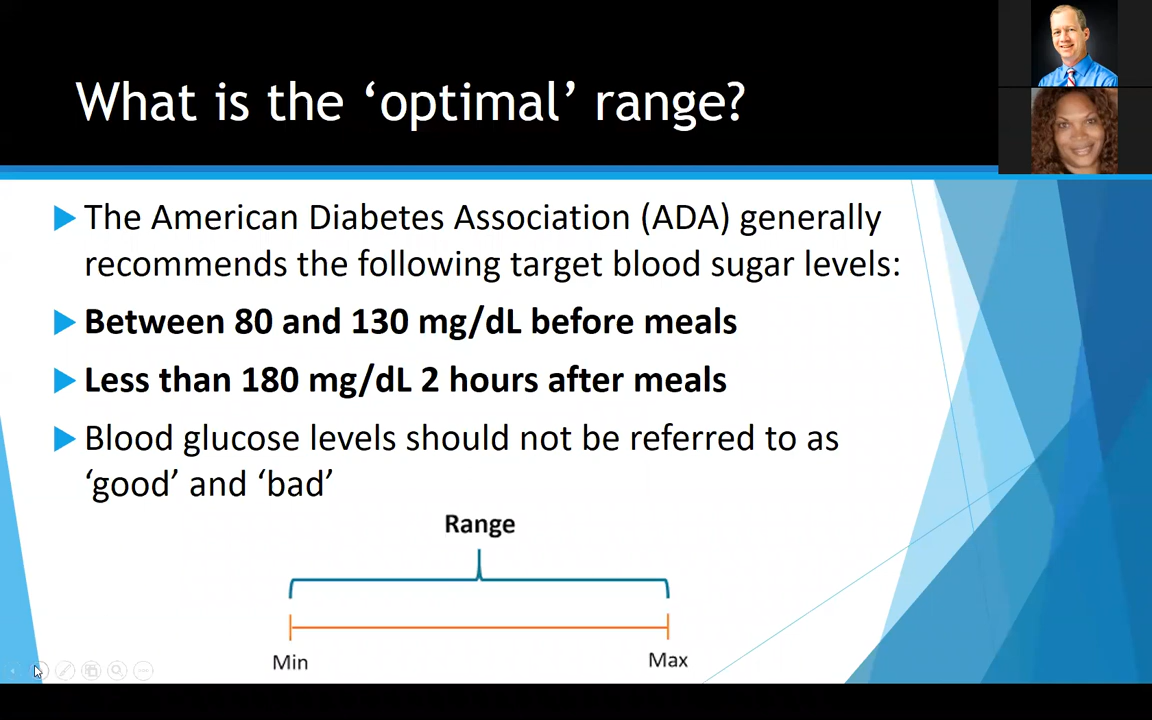 What is the ‘optimal’ range?
The American Diabetes Association (ADA) generally
recommends the following target blood sugar levels:
Between 80 and 130 mg/dL before meals
Less than 180 mg/dL 2 hours after meals
Blood glucose levels should not be referred to as
‘good’ and ‘bad’
Range
Min
Max